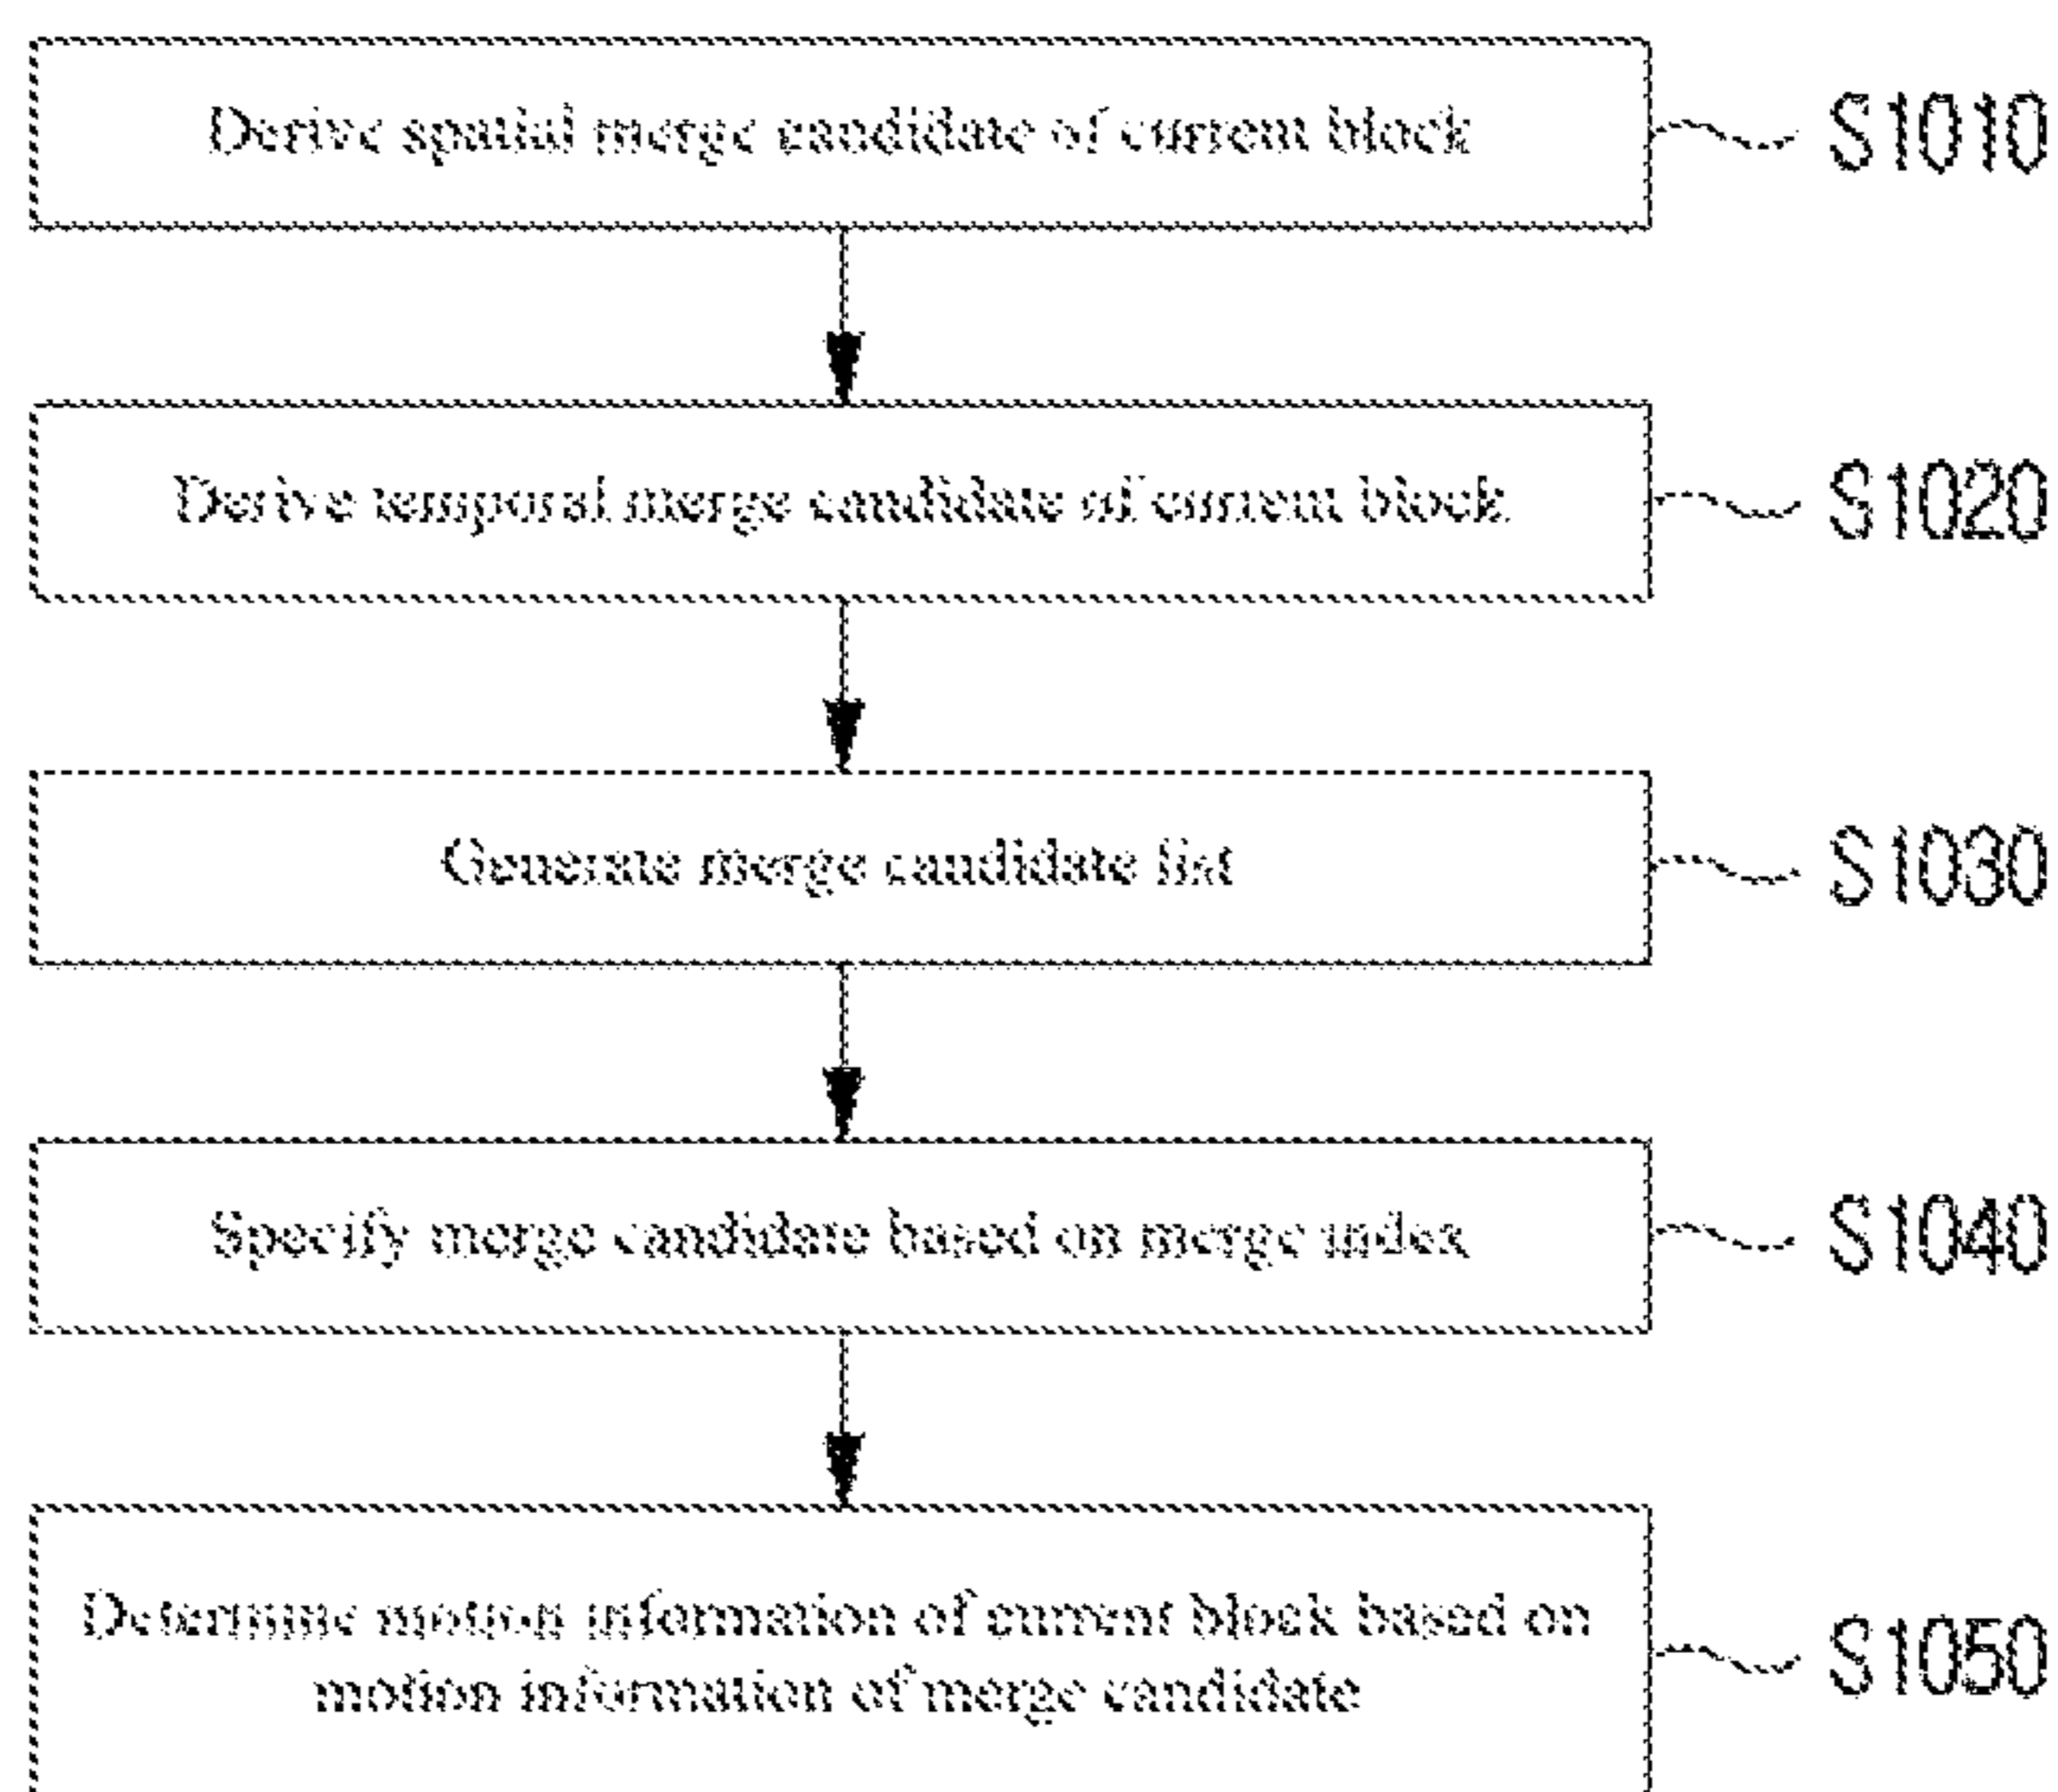 Derive spatial merge candidate of current block
S1010
Derive temporal merge candidate of current block
S1020
Generate merge candidate list
S1030
Specify merge candidate based on merge index
S1040
Determine motion information of current block based on
motion information of merge candidate
S1050